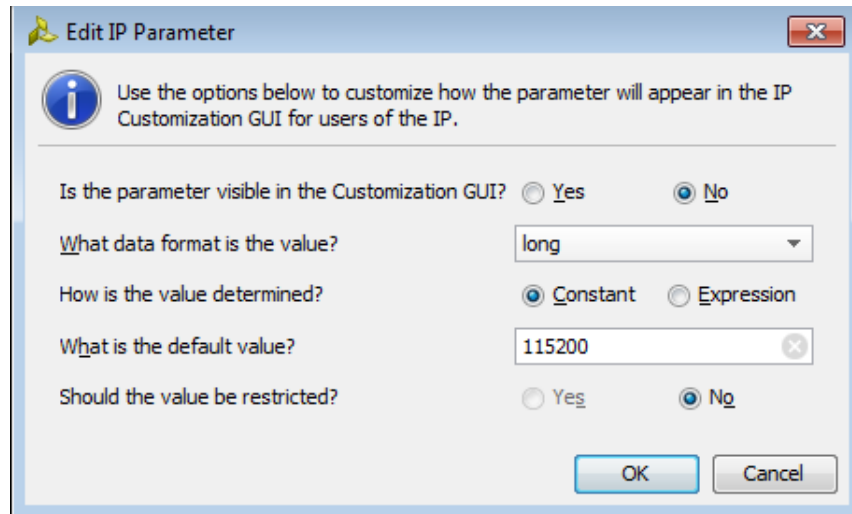 Edit IP Parameter
Use the options below to customize how the parameter will appear in the IP
Customization GUI for users of the IP.
Is the parameter visible in the Customization GUI? Yes No
What data format is the value? long
How is the value determined? Constant Expression
What is the default value? 115200
Should the value be restricted? Yes No
OK Cancel